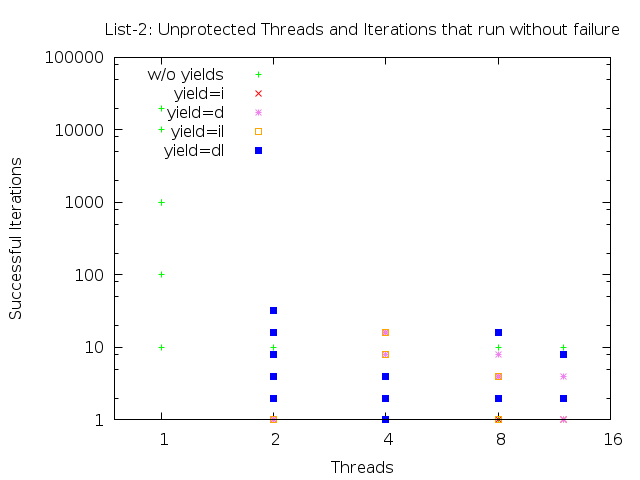 List-2: Unprotected Threads and Iterations that run without failure
100000
10000
1000
100
10
1
w/o yields
yield=i
yield=d
yield=il
yield=dl
Successful Iterations
1
2
4
8
16
Threads